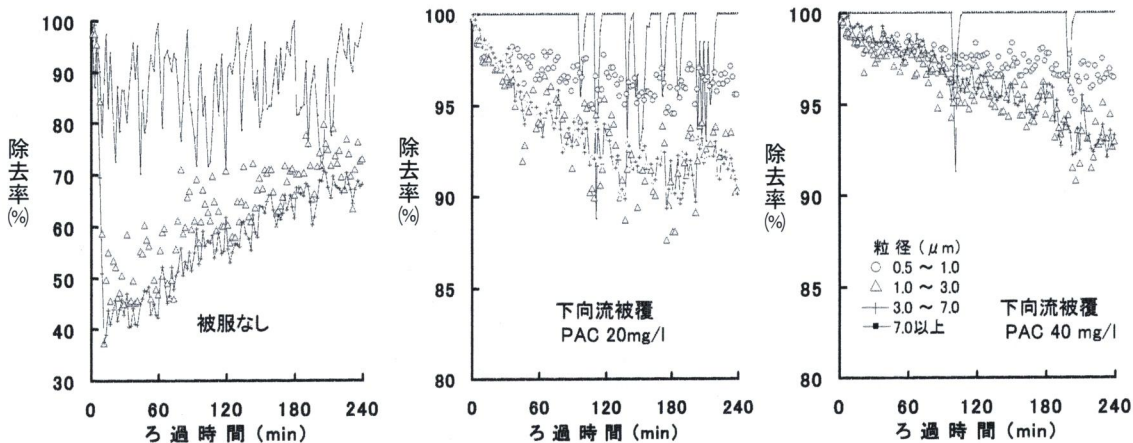 除去率(%)
100
90
80
70
60
50
40
30
被服なし
0 60 120 180 240
ろ過時間 (min)
除去率(%)
100
95
90
85
80
下向流被覆
PAC 20mg/l
0 60 120 180 240
ろ過時間 (min)
除去率(%)
100
95
90
85
80
粒径 (μm)
0.5 ～ 1.0
1.0 ～ 3.0
3.0 ～ 7.0
7.0以上
下向流被覆
PAC 40 mg/l
0 60 120 180 240
ろ過時間 (min)